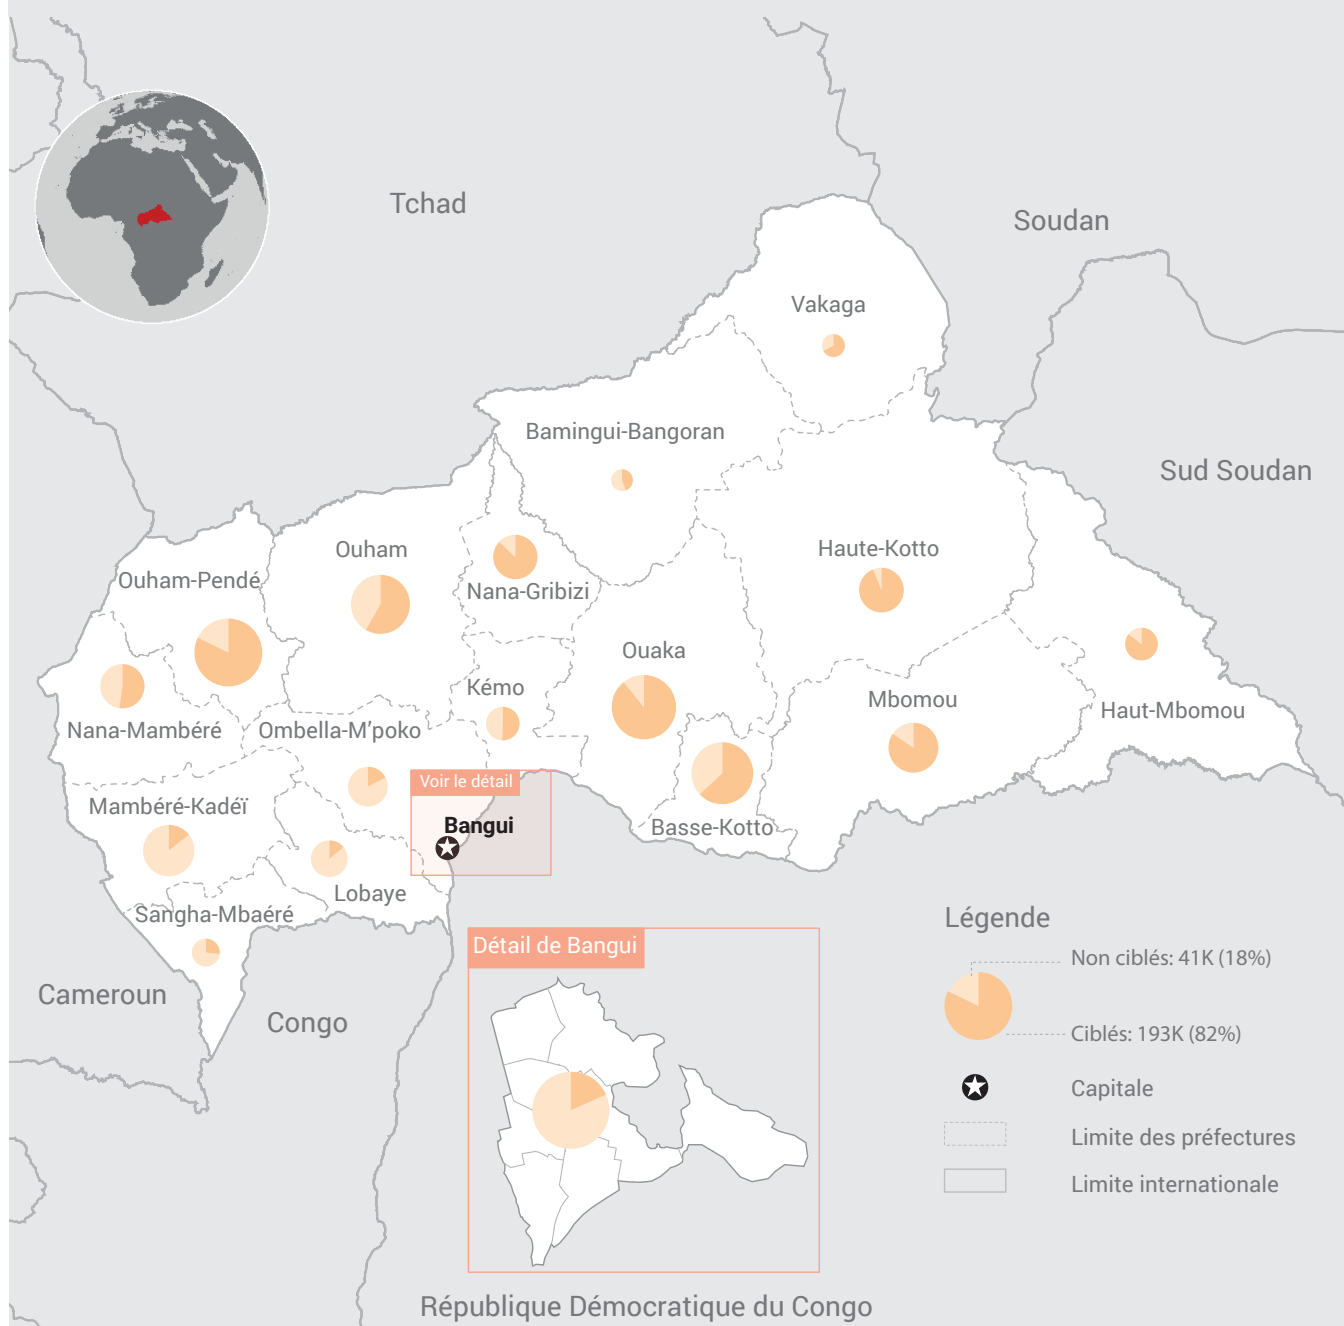 Tchad
Soudan
Vakaga
Bamingui-Bangoran
Sud Soudan
Ouham
Haute-Kotto
Ouham-Pendé
Nana-Gribizi
Ouaka
Kémo
Mbomou
Haut-Mbomou
Nana-Mambéré
Ombella-M'poko
Voir le détail
Mambéré-Kadéï
Bangui
Basse-Kotto
Lobaye
Sangha-Mbaéré
Cameroun
Congo
Détail de Bangui
Légende
Non ciblés: 41K (18%)
Ciblés: 193K (82%)
Capitale
Limite des préfectures
Limite internationale
République Démocratique du Congo